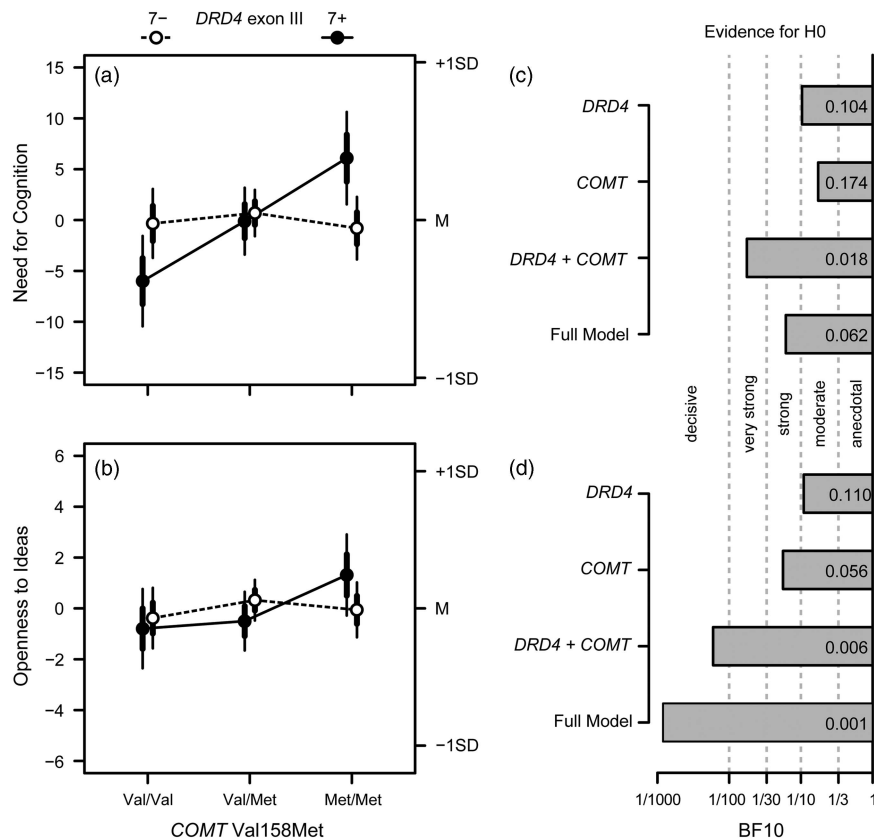 7−
DRD4 exon III
7+
(a)
15
10
5
0
−5
−10
−15
Need for Cognition
+1SD
M
−1SD
(b)
6
4
2
0
−2
−4
−6
Openness to Ideas
+1SD
M
−1SD
Val/Val
Val/Met
Met/Met
COMT Val158Met
Evidence for H0
(c)
DRD4
0.104
COMT
0.174
DRD4 + COMT
0.018
Full Model
0.062
decisive
very strong
strong
moderate
anecdotal
(d)
DRD4
0.110
COMT
0.056
DRD4 + COMT
0.006
Full Model
0.001
1/1000
1/100
1/30
1/10
1/3
1
BF10